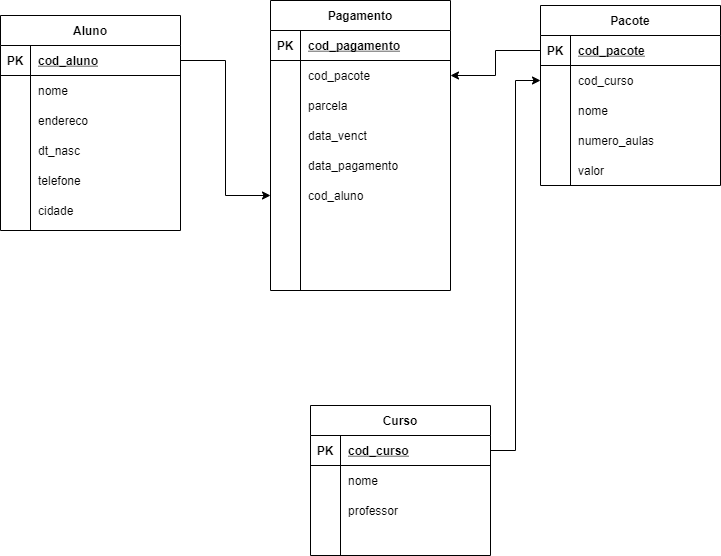 Aluno
PK cod_aluno
nome
endereco
dt_nasc
telefone
cidade
Pagamento
PK cod_pagamento
cod_pacote
parcela
data_venct
data_pagamento
cod_aluno
Pacote
PK cod_pacote
cod_curso
nome
numero_aulas
valor
Curso
PK cod_curso
nome
professor